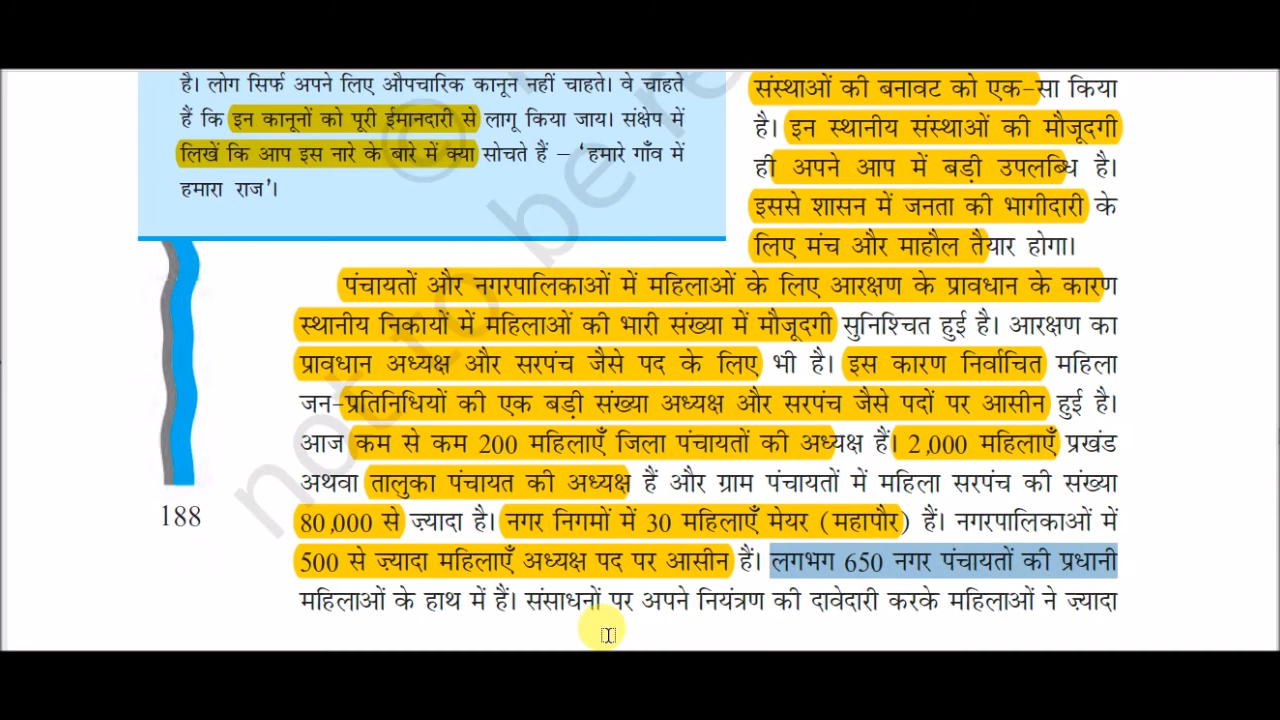 है। लोग सिर्फ अपने लिए औपचारिक कानून नहीं चाहते। वे चाहते
हैं कि इन कानूनों को पूरी ईमानदारी से लागू किया जाय। संक्षेप में
लिखें कि आप इस नारे के बारे में क्या सोचते हैं – ‘हमारे गाँव में
हमारा राज’।
संस्थाओं की बनावट को एक-सा किया
है। इन स्थानीय संस्थाओं की मौजूदगी
ही अपने आप में बड़ी उपलब्धि है।
इससे शासन में जनता की भागीदारी के
लिए मंच और माहौल तैयार होगा।
पंचायतों और नगरपालिकाओं में महिलाओं के लिए आरक्षण के प्रावधान के कारण
स्थानीय निकायों में महिलाओं की भारी संख्या में मौजूदगी सुनिश्चित हुई है। आरक्षण का
प्रावधान अध्यक्ष और सरपंच जैसे पद के लिए भी है। इस कारण निर्वाचित महिला
जन-प्रतिनिधियों की एक बड़ी संख्या अध्यक्ष और सरपंच जैसे पदों पर आसीन हुई है।
आज कम से कम 200 महिलाएँ जिला पंचायतों की अध्यक्ष हैं। 2,000 महिलाएँ प्रखंड
अथवा तालुका पंचायत की अध्यक्ष हैं और ग्राम पंचायतों में महिला सरपंच की संख्या
80,000 से ज़्यादा है। नगर निगमों में 30 महिलाएँ मेयर (महापौर) हैं। नगरपालिकाओं में
500 से ज़्यादा महिलाएँ अध्यक्ष पद पर आसीन हैं। लगभग 650 नगर पंचायतों की प्रधानी
महिलाओं के हाथ में हैं। संसाधनों पर अपने नियंत्रण की दावेदारी करके महिलाओं ने ज़्यादा
188
not to be re
©